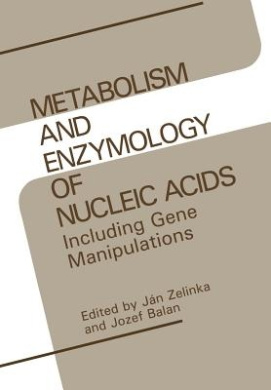 METABOLISM
AND
ENZYMOLOGY
OF
NUCLEIC ACIDS
Including Gene
Manipulations
Edited by Ján Zelinka
and Jozef Balan